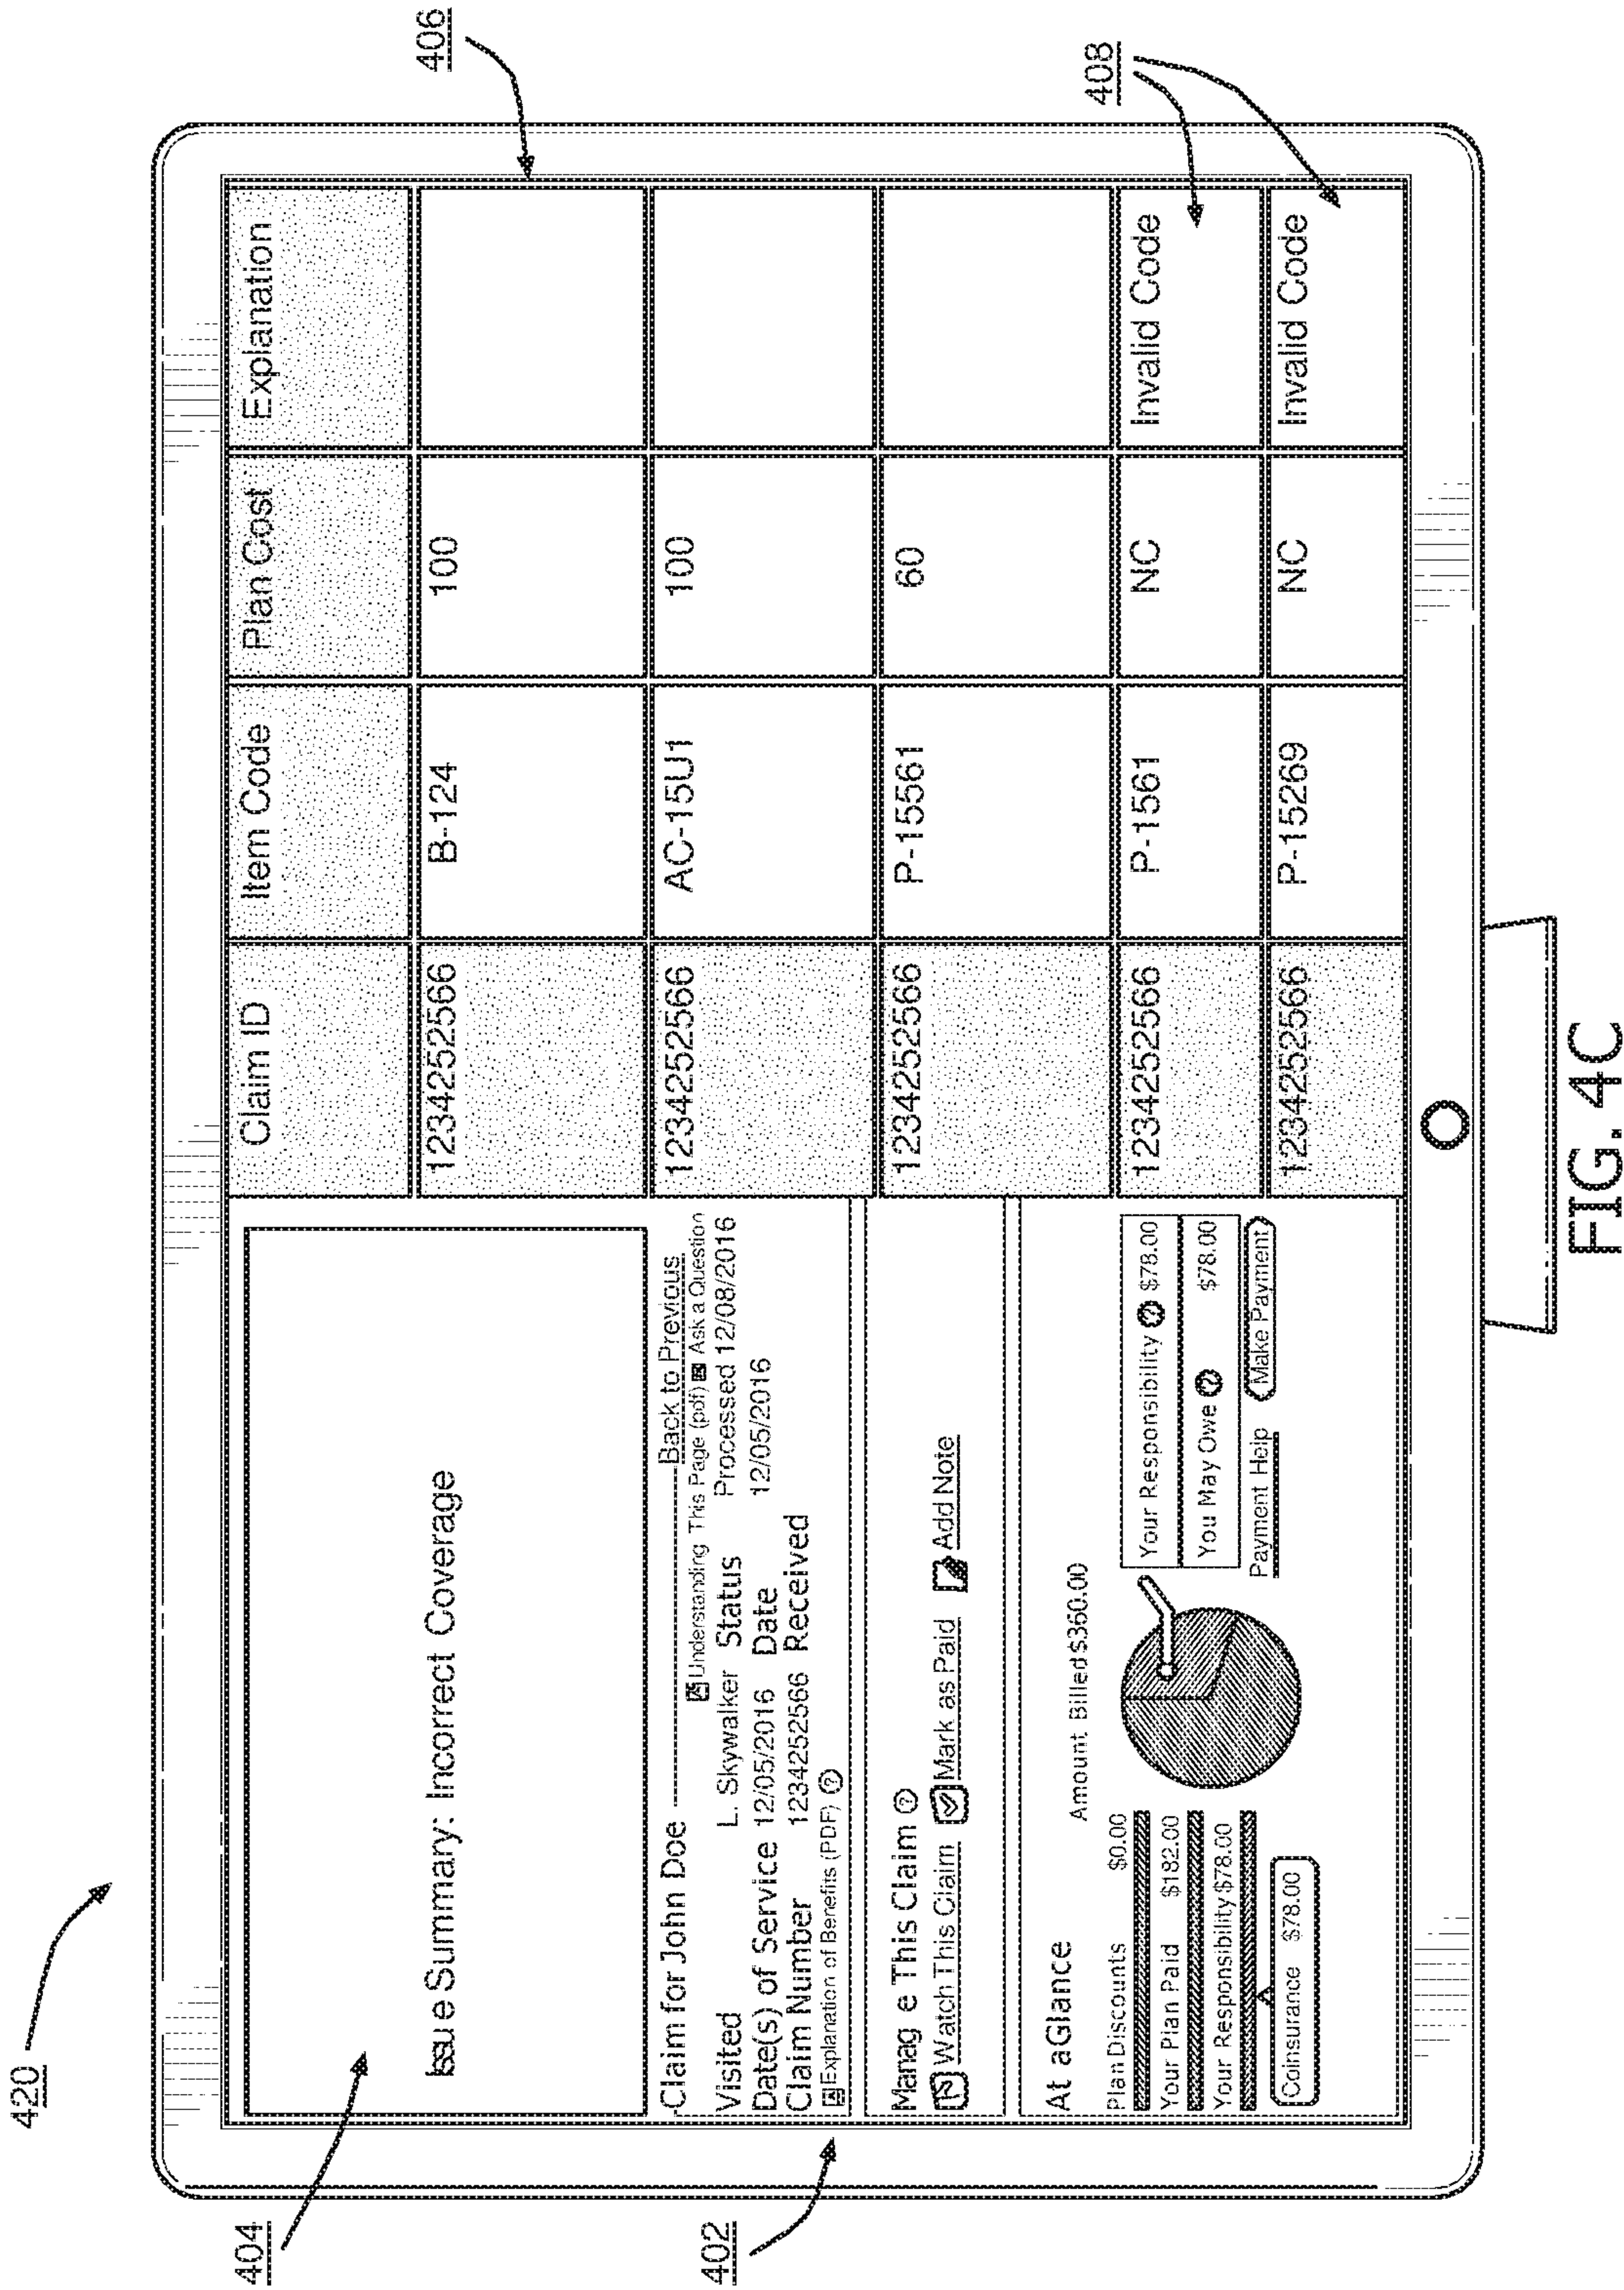 420
404
Issue Summary: Incorrect Coverage
402
Claim for John Doe
Back to Previous
Understanding This Page (pdf) Ask a Question
Visited L. Skywalker Status Processed 12/08/2016
Date(s) of Service 12/05/2016 Date 12/05/2016
Claim Number 1234252566 Received
Explanation of Benefits (PDF) ?
Manag e This Claim ?
Watch This Claim Mark as Paid Add Note
At aGlance
Amount Billed $360.00
Plan Discounts $0.00
Your Plan Paid $182.00
Your Responsibility $78.00
Coinsurance $78.00
Your Responsibility ? $78.00
You May Owe ? $78.00
Payment Help Make Payment
406
408
Claim ID Item Code Plan Cost Explanation
1234252566 B-124 100
1234252566 AC-15U1 100
1234252566 P-15561 60
1234252566 P-1561 NC Invalid Code
1234252566 P-15269 NC Invalid Code
FIG. 4C